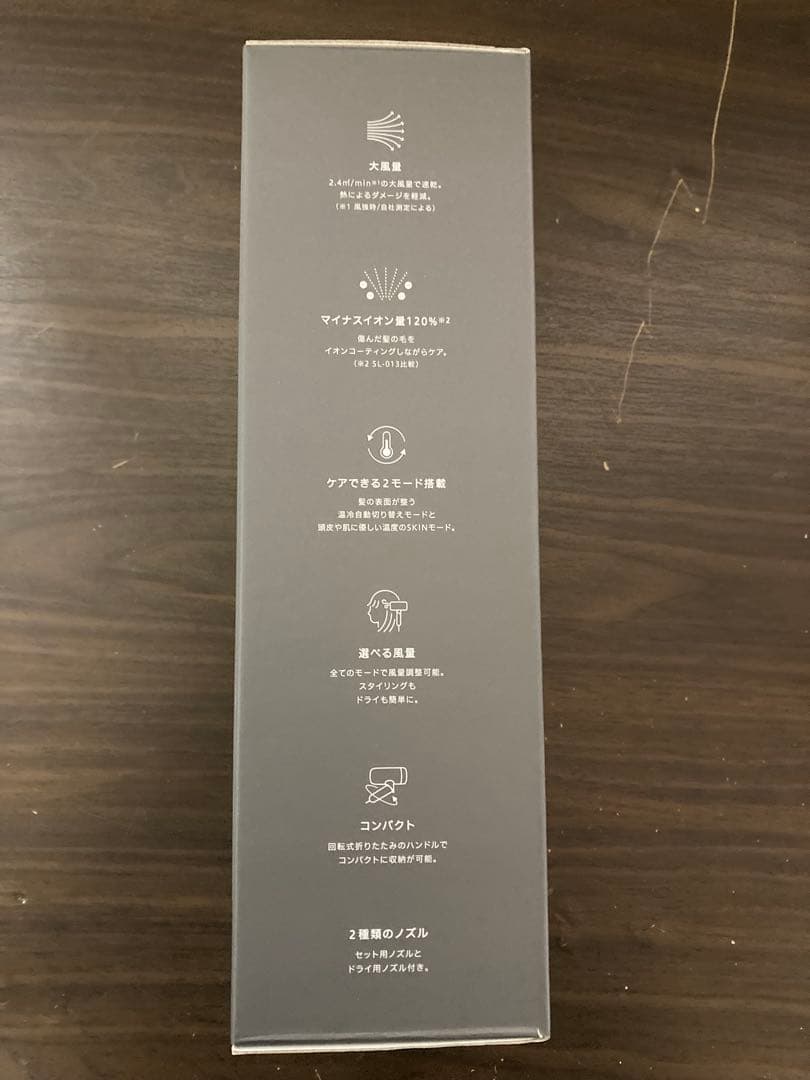 大風量
2.4㎥/min※1の大風量で速乾。
熱によるダメージを軽減。
(※1 風強時/自社測定による)
マイナスイオン量120%※2
傷んだ髪の毛を
イオンコーティングしながらケア。
(※2 SL-013比較)
ケアできる2モード搭載
髪の表面が整う
温冷自動切り替えモードと
頭皮や肌に優しい温度のSKINモード。
選べる風量
全てのモードで風量調整可能。
スタイリングも
ドライも簡単に。
コンパクト
回転式折りたたみのハンドルで
コンパクトに収納が可能。
2種類のノズル
セット用ノズルと
ドライ用ノズル付き。